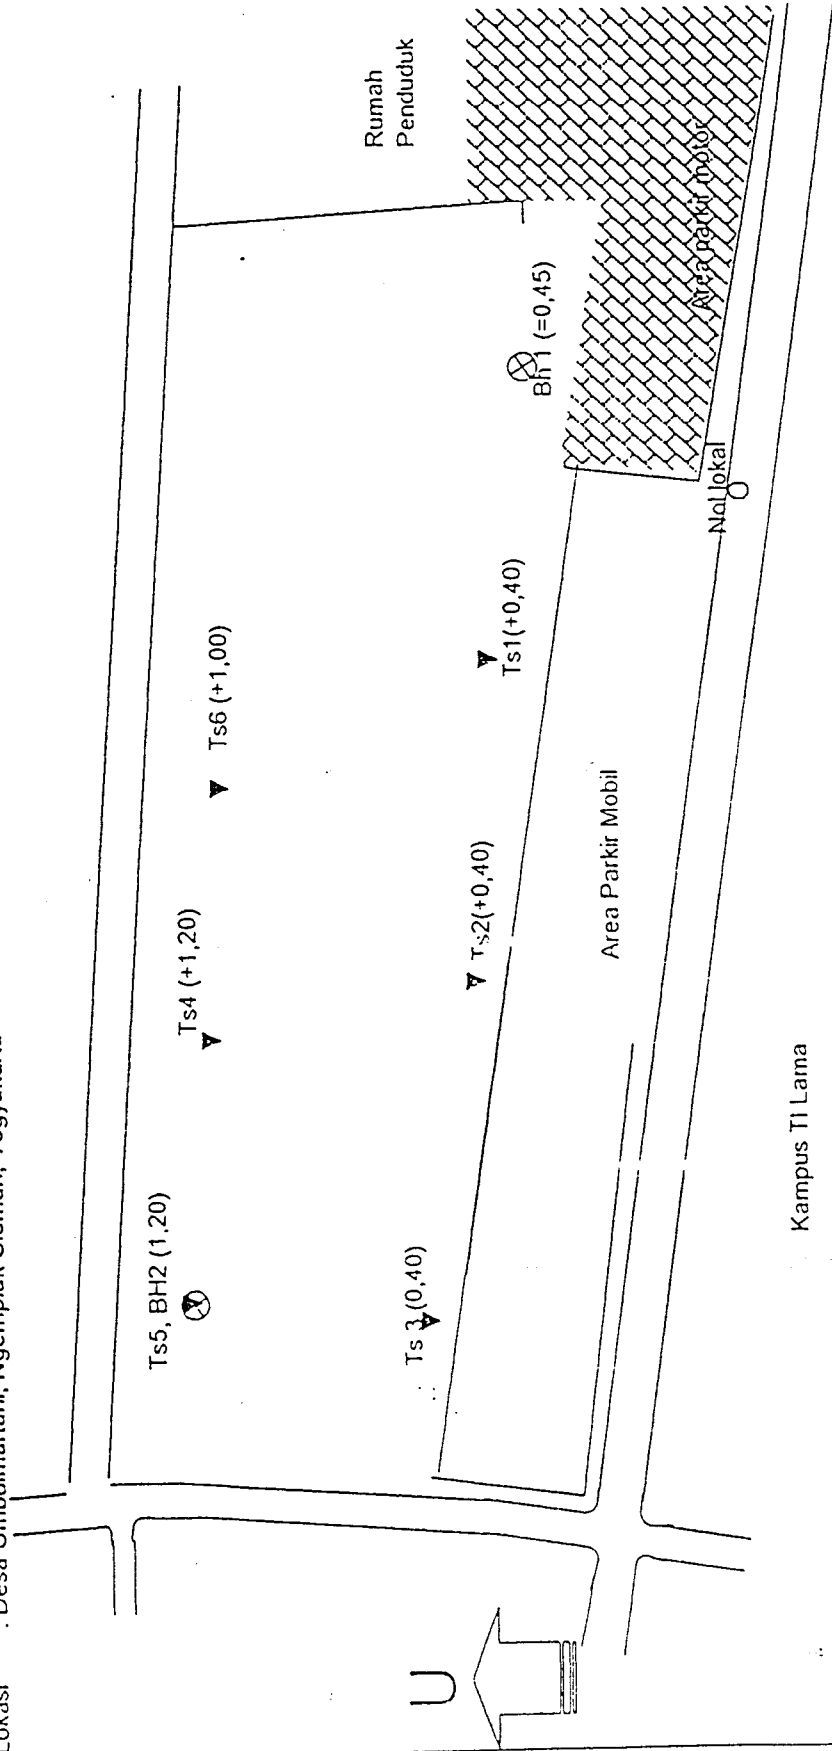 Lokasi : Desa Umbulmartani, Ngemplak Sleman, Yogyakarta
Ts5, BH2 (1,20)
Ts4 (+1,20)
Ts6 (+1,00)
Rumah
Penduduk
Ts 3 (0,40)
Ts2(+0,40)
Ts1(+0,40)
Bh 1 (=0,45)
Area Parkir Mobil
Area parkir motor
Nol lokal
Kampus TI Lama
U